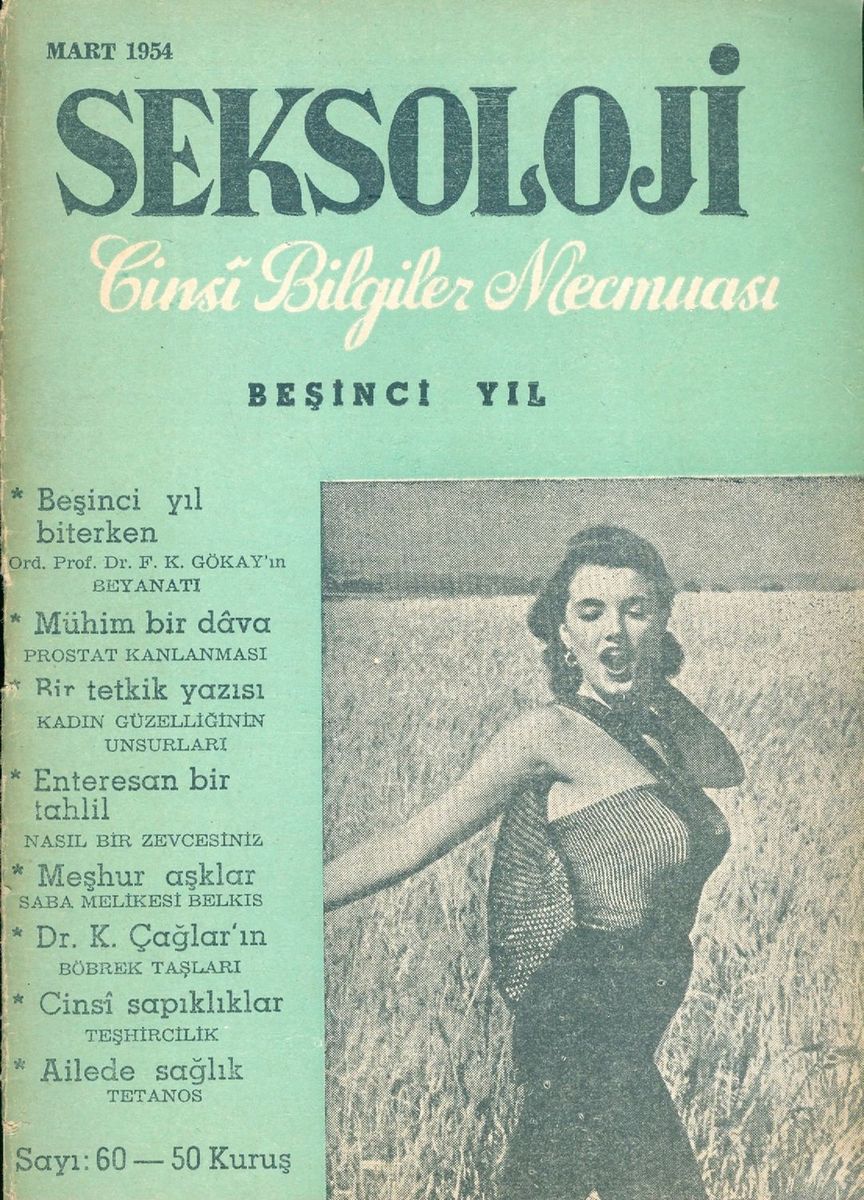 MART 1954
SEKSOLOJİ
Cinsî Bilgiler Mecmuası
BEŞİNCİ YIL
* Beşinci yıl
biterken
Ord. Prof. Dr. F. K. GÖKAY'ın
BEYANATI
* Mühim bir dâva
PROSTAT KANLANMASI
* Bir tetkik yazısı
KADIN GÜZELLİĞİNİN
UNSURLARI
* Enteresan bir
tahlil
NASIL BİR ZEVCESİNİZ
* Meşhur aşklar
SABA MELİKESİ BELKIS
* Dr. K. Çağlar'ın
BÖBREK TAŞLARI
* Cinsî sapıklıklar
TEŞHİRCİLİK
* Ailede sağlık
TETANOS
Sayı: 60 — 50 Kuruş